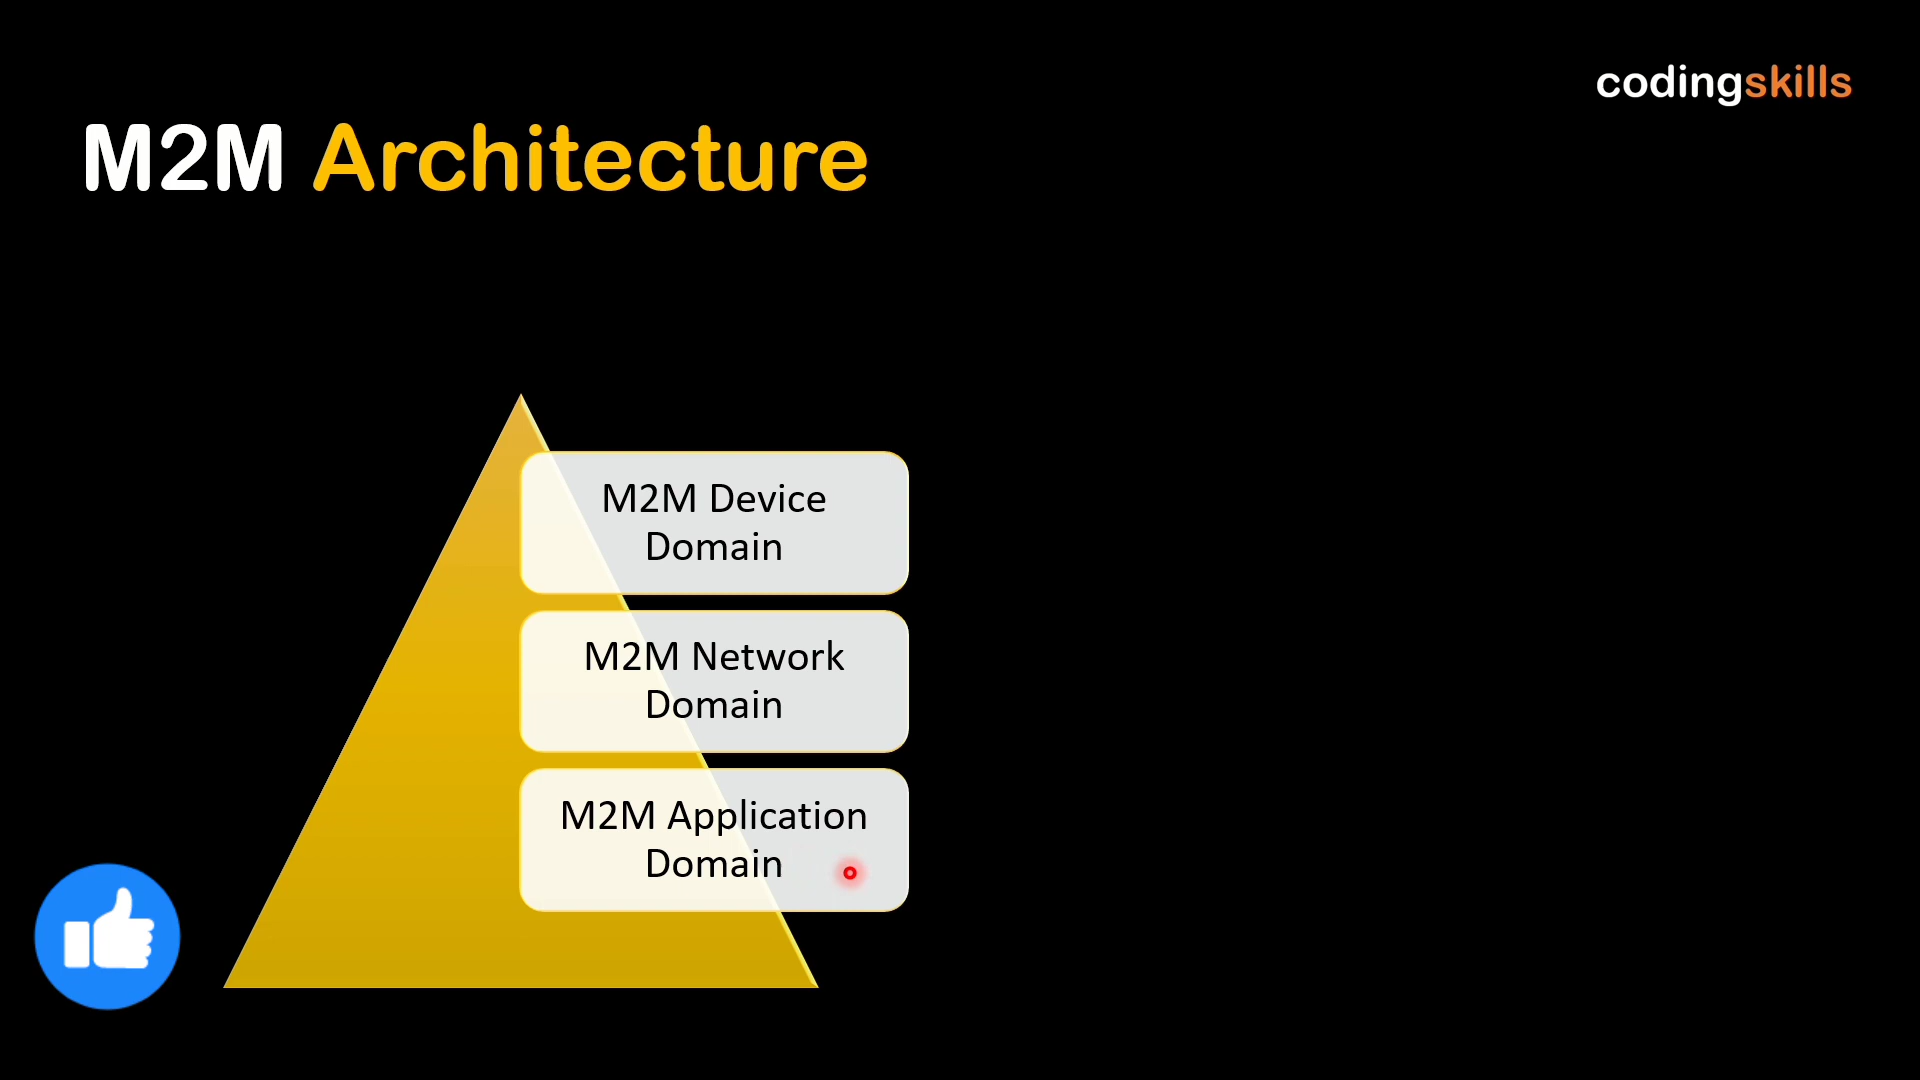 codingskills
M2M Architecture
M2M Device
Domain
M2M Network
Domain
M2M Application
Domain